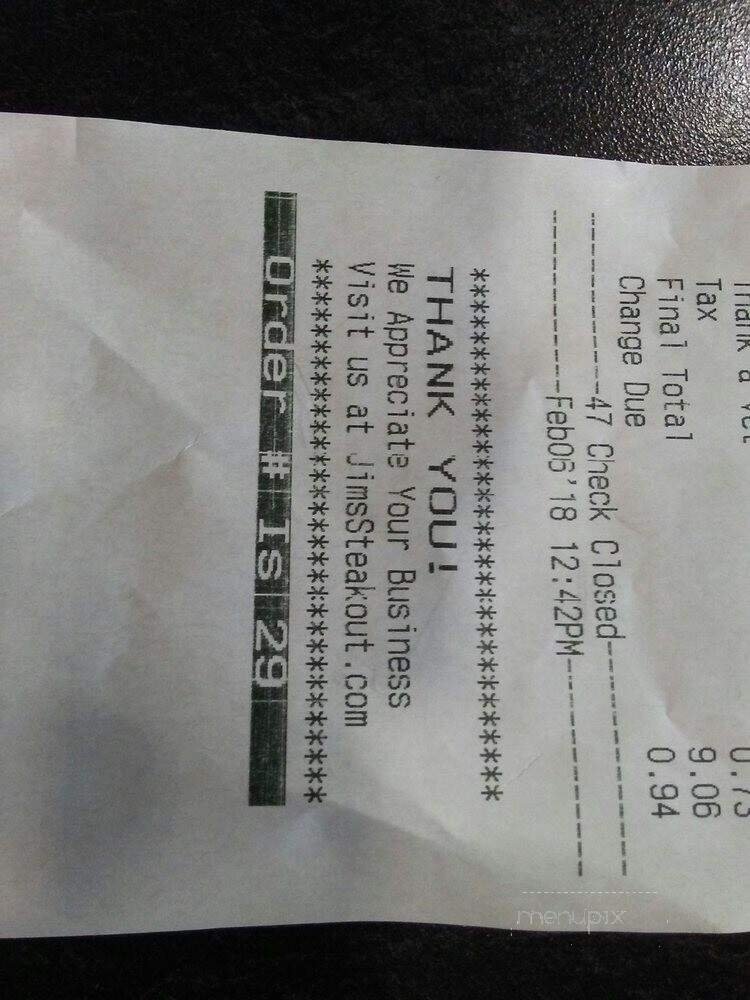 Tax 0.73
Final Total 9.06
Change Due 0.94
------------47 Check Closed---------------
------------Feb06'18 12:42PM--------------
****************************************
THANK YOU!
We Appreciate Your Business
Visit us at JimsSteakout.com
****************************************
Order # Is 29
menupix